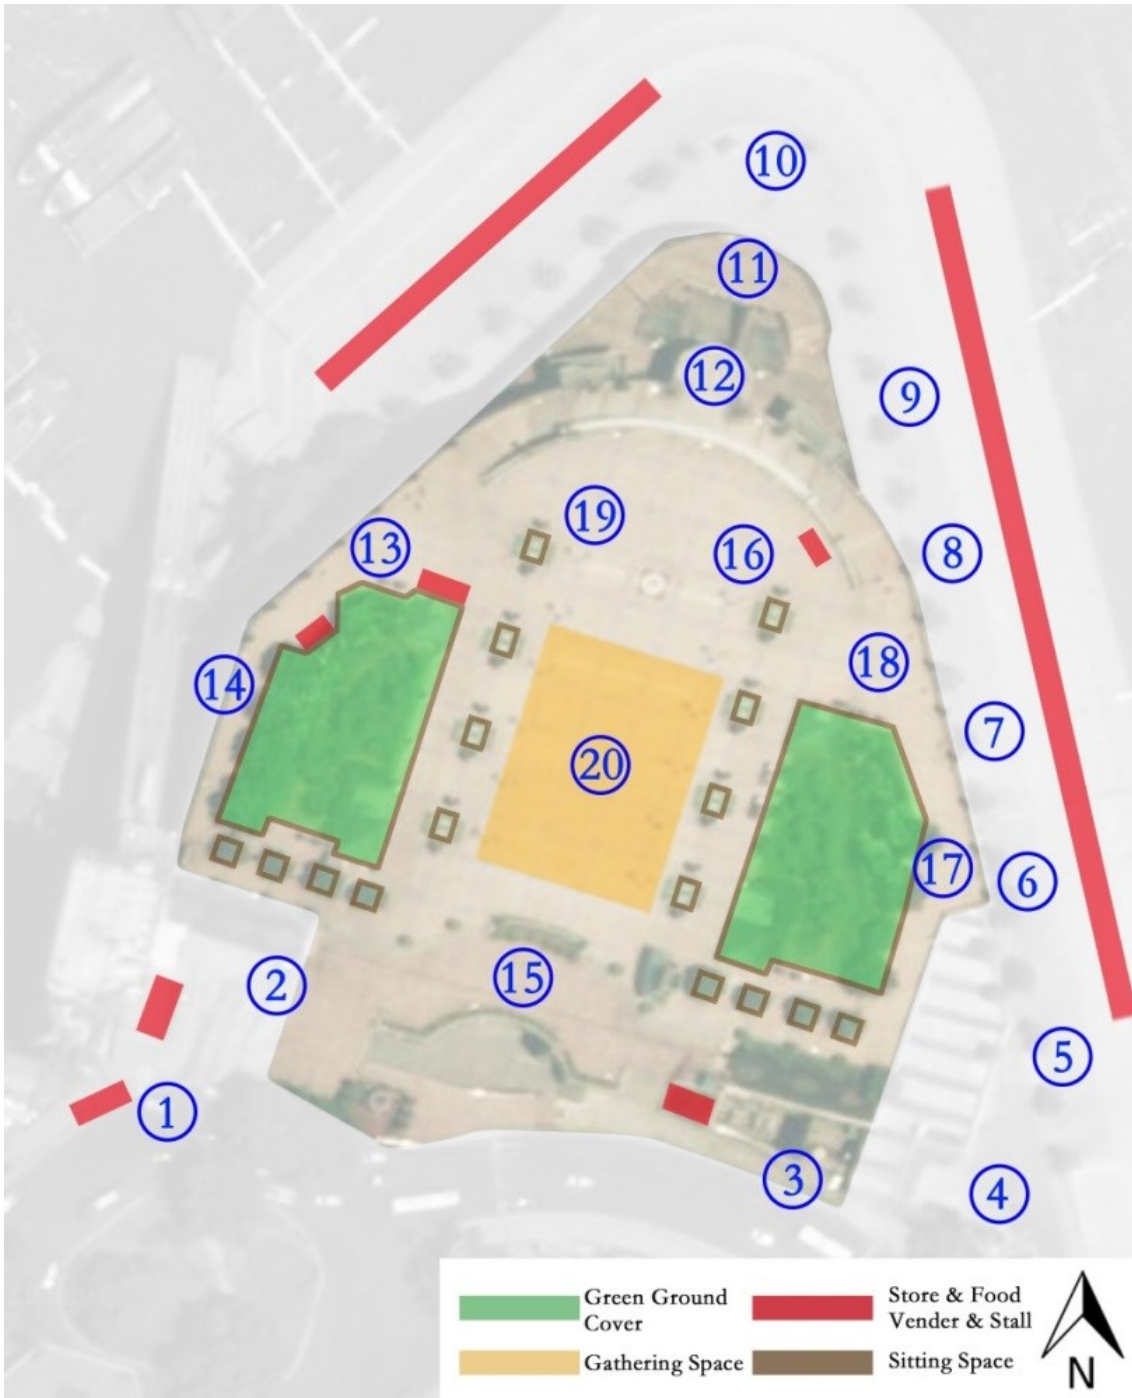 10
11
12
9
19
13
16
8
18
14
7
20
17
6
2
15
5
1
3
4
Green Ground
Cover
Store & Food
Vender & Stall
Gathering Space
Sitting Space
N